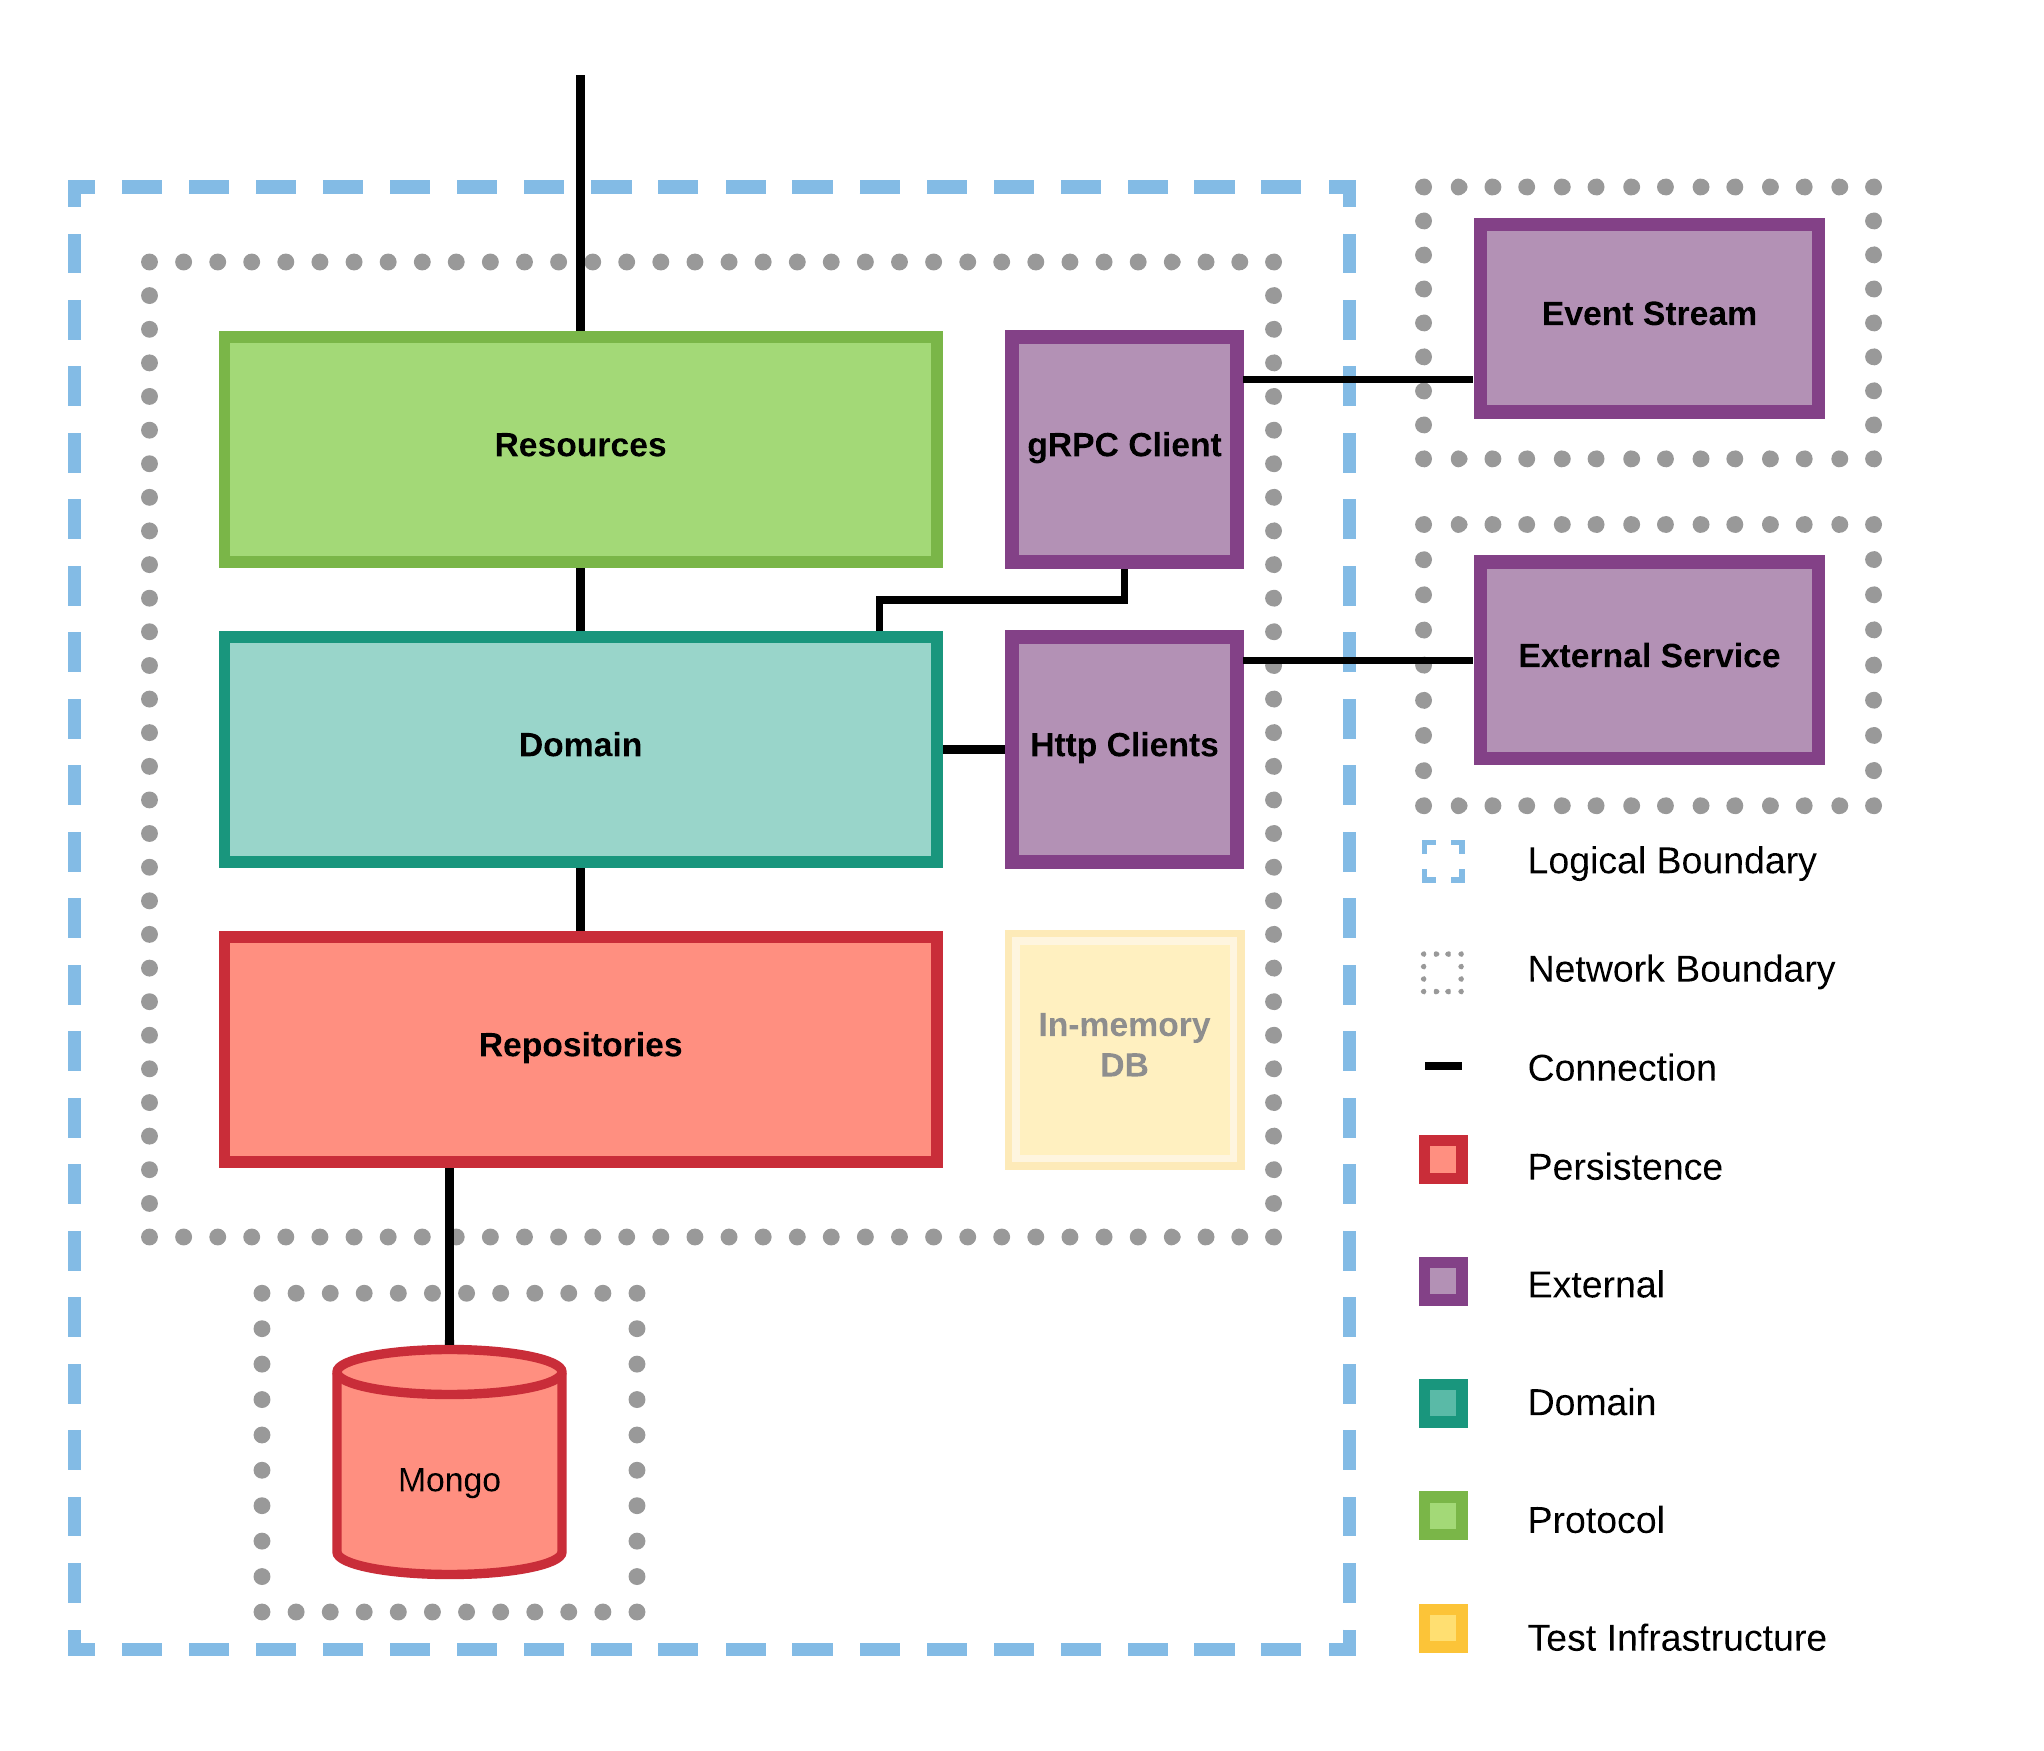 Event Stream
Resources
gRPC Client
External Service
Domain
Http Clients
Repositories
In-memory
DB
Mongo
Logical Boundary
Network Boundary
Connection
Persistence
External
Domain
Protocol
Test Infrastructure